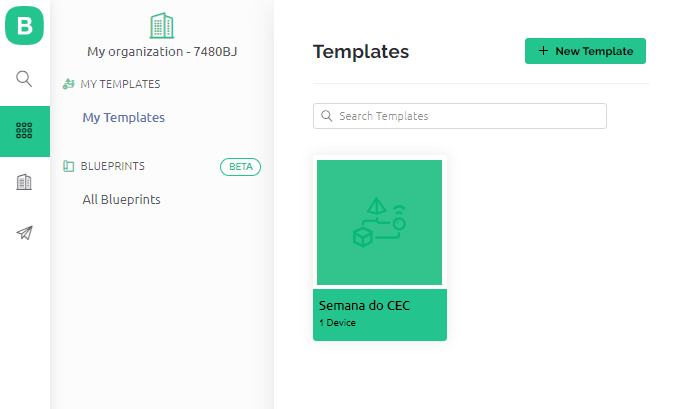 B
My organization - 7480BJ
MY TEMPLATES
My Templates
BLUEPRINTS
BETA
All Blueprints
Templates
+ New Template
Search Templates
Semana do CEC
1 Device